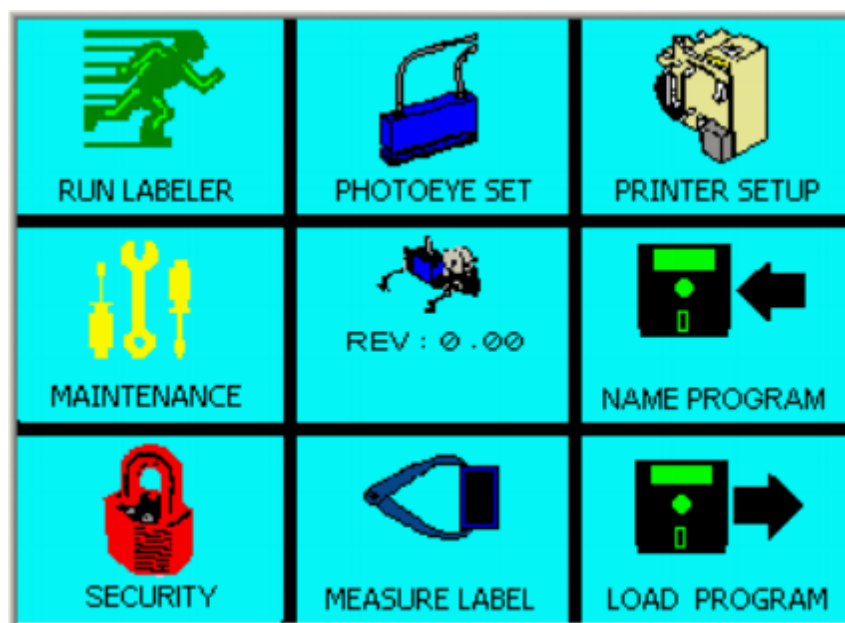 RUN LABELER
PHOTOEYE SET
PRINTER SETUP
MAINTENANCE
REV : 0.00
NAME PROGRAM
SECURITY
MEASURE LABEL
LOAD PROGRAM